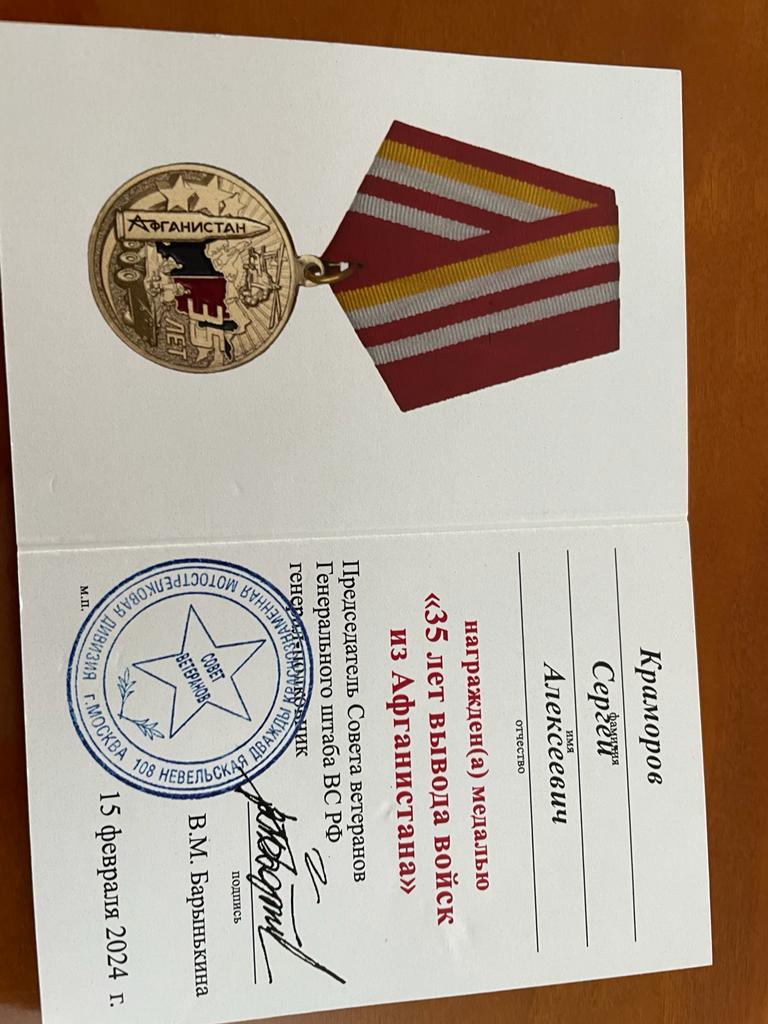 АФГАНИСТАН
ЛЕТ
Краморов
фамилия
Сергей
имя
Алексеевич
отчество
награжден(а) медалью
«35 лет вывода войск
из Афганистана»
Председатель Совета ветеранов
Генерального штаба ВС РФ
генерал-полковник
подпись
В.М. Барынькина
15 февраля 2024 г.
м.п.
108 НЕВЕЛЬСКАЯ ДВАЖДЫ КРАСНОЗНАМЕННАЯ МОТОСТРЕЛКОВАЯ ДИВИЗИЯ г.МОСКВА
СОВЕТ
ВЕТЕРАНОВ